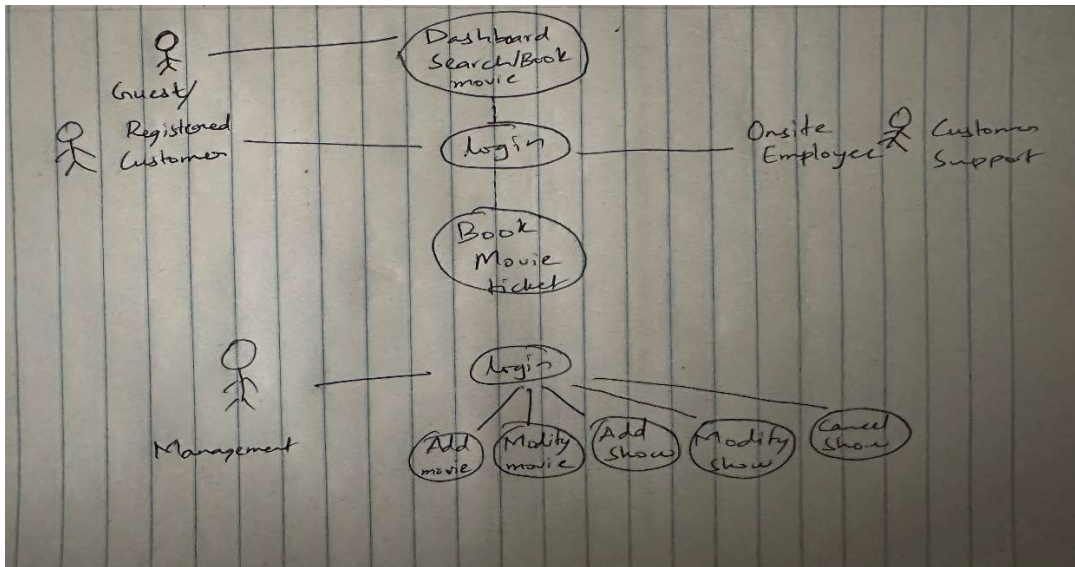 Dashboard
Search/Book
movie
Guest/
Registered
Customer
Login
Onsite
Employee
Customer
Support
Book
Movie
ticket
Login
Management
Add
movie
Modify
movie
Add
show
Modify
show
Cancel
show